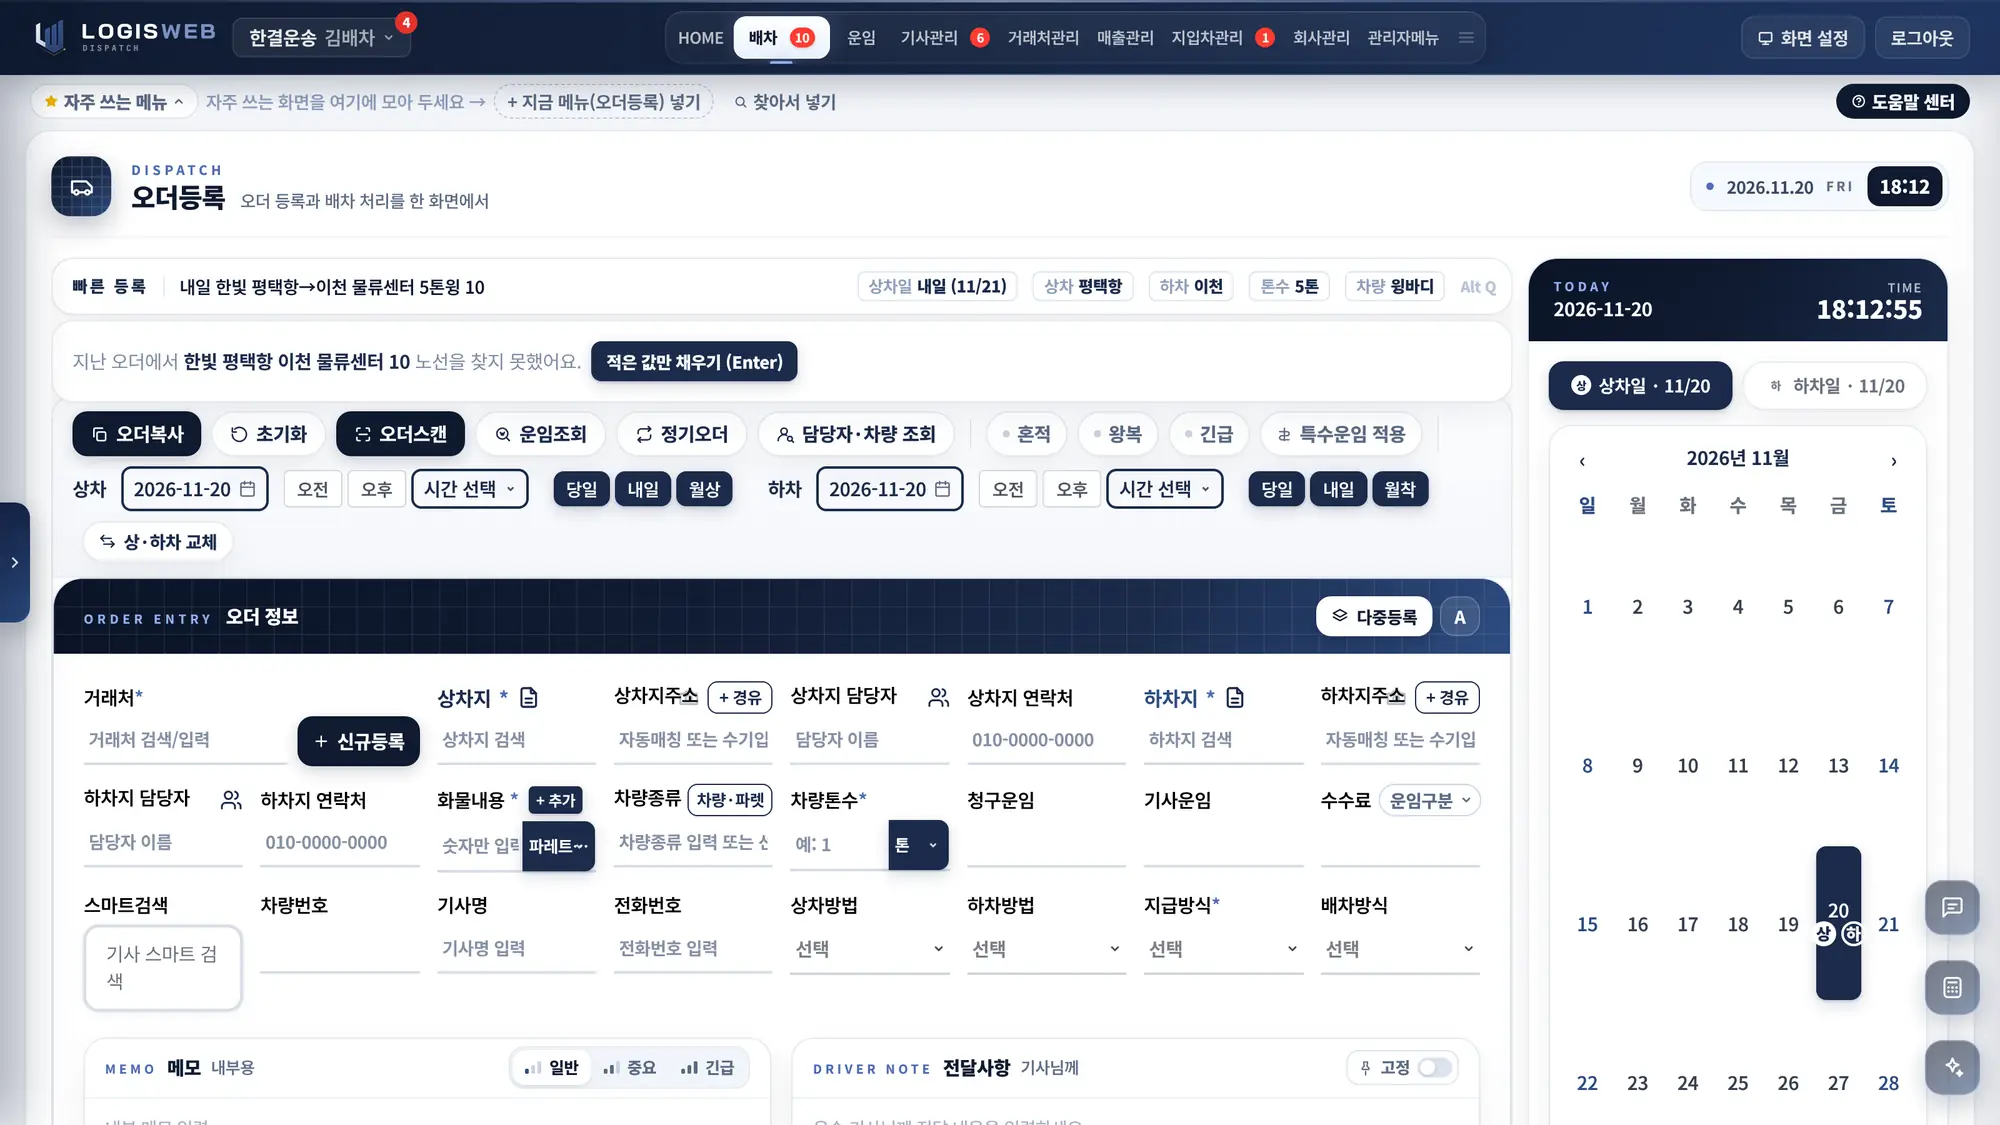 LOGISWEB
DISPATCH
한결운송 김배차
4
HOME
배차 10
운임
기사관리 6
거래처관리
매출관리
지입차관리 1
회사관리
관리자메뉴
화면 설정
로그아웃
자주 쓰는 메뉴
자주 쓰는 화면을 여기에 모아 두세요 →
+ 지금 메뉴(오더등록) 넣기
찾아서 넣기
도움말 센터
DISPATCH
오더등록 오더 등록과 배차 처리를 한 화면에서
2026.11.20 FRI 18:12
빠른 등록 내일 한빛 평택항→이천 물류센터 5톤윙 10
상차일 내일 (11/21)
상차 평택항
하차 이천
톤수 5톤
차량 윙바디
Alt Q
지난 오더에서 한빛 평택항 이천 물류센터 10 노선을 찾지 못했어요. 적은 값만 채우기 (Enter)
오더복사 초기화 오더스캔 운임조회 정기오더 담당자·차량 조회 혼적 왕복 긴급 특수운임 적용
상차 2026-11-20 오전 오후 시간 선택 당일 내일 월상 하차 2026-11-20 오전 오후 시간 선택 당일 내일 월착
상·하차 교체
ORDER ENTRY 오더 정보 다중등록 A
거래처* 상차지 * 상차지주소 + 경유 상차지 담당자 상차지 연락처 하차지 * 하차지주소 + 경유
거래처 검색/입력 + 신규등록 상차지 검색 자동매칭 또는 수기입 담당자 이름 010-0000-0000 하차지 검색 자동매칭 또는 수기입
하차지 담당자 하차지 연락처 화물내용 * + 추가 차량종류 차량·파렛 차량톤수* 청구운임 기사운임 수수료 운임구분
담당자 이름 010-0000-0000 숫자만 입력 파레트 차량종류 입력 또는 예: 1 톤
스마트검색 차량번호 기사명 전화번호 상차방법 하차방법 지급방식* 배차방식
기사 스마트 검색 기사명 입력 전화번호 입력 선택 선택 선택 선택
MEMO 메모 내부용 일반 중요 긴급
DRIVER NOTE 전달사항 기사님께 고정
TODAY
2026-11-20
TIME
18:12:55
상 상차일 · 11/20
하 하차일 · 11/20
‹ 2026년 11월 ›
일 월 화 수 목 금 토
1 2 3 4 5 6 7
8 9 10 11 12 13 14
15 16 17 18 19 20 21
상 하
22 23 24 25 26 27 28